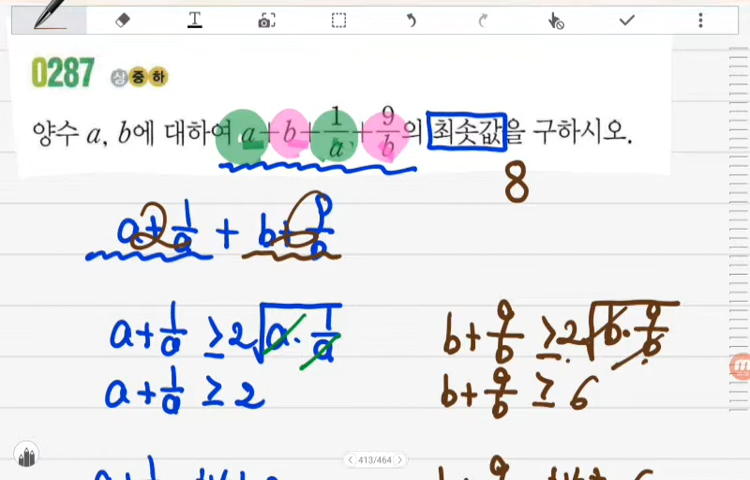 0287 상 중 하
양수 a, b에 대하여 a+b+1/a+9/b의 최솟값을 구하시오.
8
a+1/a + b+9/b
2 6
a+1/a ≥ 2√(a·1/a) b+9/b ≥ 2√(b·9/b)
a+1/a ≥ 2 b+9/b ≥ 6
413/464